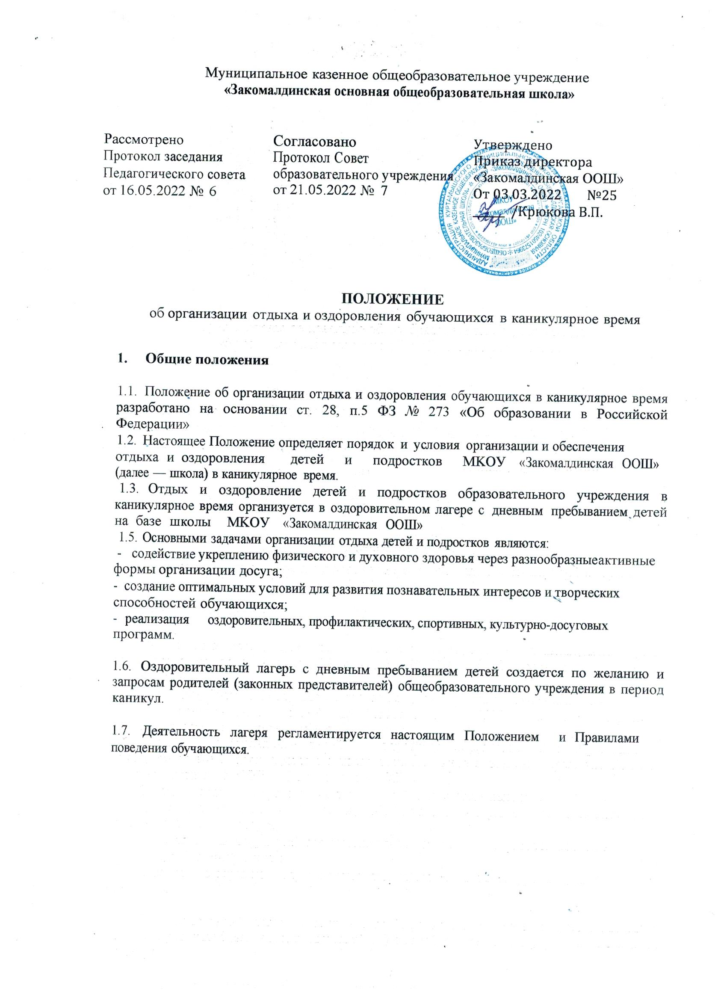 Муниципальное казенное общеобразовательное учреждение
«Закомалдинская основная общеобразовательная школа»
Рассмотрено
Протокол заседания
Педагогического совета
от 16.05.2022 № 6
Согласовано
Протокол Совет
образовательного учреждения
от 21.05.2022 № 7
Утверждено
Приказ директора
«Закомалдинская ООШ»
От 03.03.2022 №25
/Крюкова В.П.
МКОУ
«Закомалдинская
ООШ»
ПОЛОЖЕНИЕ
об организации отдыха и оздоровления обучающихся в каникулярное время
1. Общие положения
1.1. Положение об организации отдыха и оздоровления обучающихся в каникулярное время
разработано на основании ст. 28, п.5 ФЗ № 273 «Об образовании в Российской
Федерации»
1.2. Настоящее Положение определяет порядок и условия организации и обеспечения
отдыха и оздоровления детей и подростков МКОУ «Закомалдинская ООШ»
(далее — школа) в каникулярное время.
1.3. Отдых и оздоровление детей и подростков образовательного учреждения в
каникулярное время организуется в оздоровительном лагере с дневным пребыванием детей
на базе школы МКОУ «Закомалдинская ООШ»
1.5. Основными задачами организации отдыха детей и подростков являются:
- содействие укреплению физического и духовного здоровья через разнообразныеактивные
формы организации досуга;
- создание оптимальных условий для развития познавательных интересов и творческих
способностей обучающихся;
- реализация оздоровительных, профилактических, спортивных, культурно-досуговых
программ.
1.6. Оздоровительный лагерь с дневным пребыванием детей создается по желанию и
запросам родителей (законных представителей) общеобразовательного учреждения в период
каникул.
1.7. Деятельность лагеря регламентируется настоящим Положением и Правилами
поведения обучающихся.